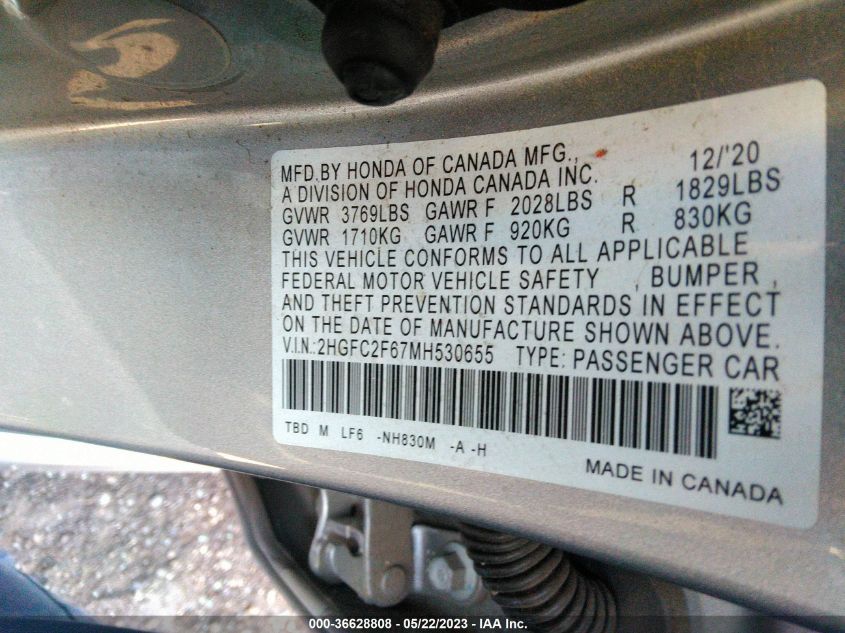 MFD.BY HONDA OF CANADA MFG., 12/'20
A DIVISION OF HONDA CANADA INC.
GVWR 3769LBS GAWR F 2028LBS R 1829LBS
GVWR 1710KG GAWR F 920KG R 830KG
THIS VEHICLE CONFORMS TO ALL APPLICABLE
FEDERAL MOTOR VEHICLE SAFETY , BUMPER ,
AND THEFT PREVENTION STANDARDS IN EFFECT
ON THE DATE OF MANUFACTURE SHOWN ABOVE.
V.I.N.:2HGFC2F67MH530655 TYPE: PASSENGER CAR
TBD M LF6 -NH830M -A -H
MADE IN CANADA
000-36628808 - 05/22/2023 - IAA Inc.